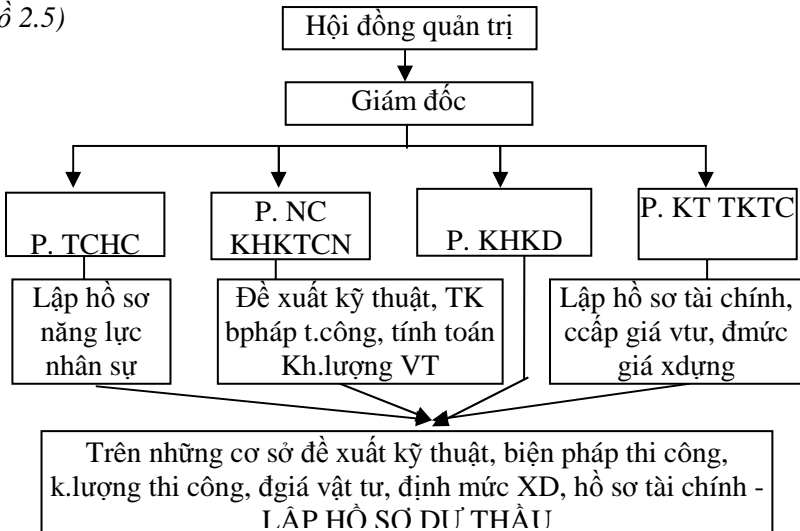 ồ 2.5)
Hội đồng quản trị
Giám đốc
P. TCHC
P. NC
KHKTCN
P. KHKD
P. KT TKTC
Lập hồ sơ
năng lực
nhân sự
Đề xuất kỹ thuật, TK
bpháp t.công, tính toán
Kh.lượng VT
Lập hồ sơ tài chính,
ccấp giá vtư, đmức
giá xdựng
Trên những cơ sở đề xuất kỹ thuật, biện pháp thi công,
k.lượng thi công, đgiá vật tư, định mức XD, hồ sơ tài chính -
LẬP HỒ SƠ DỰ THẦU